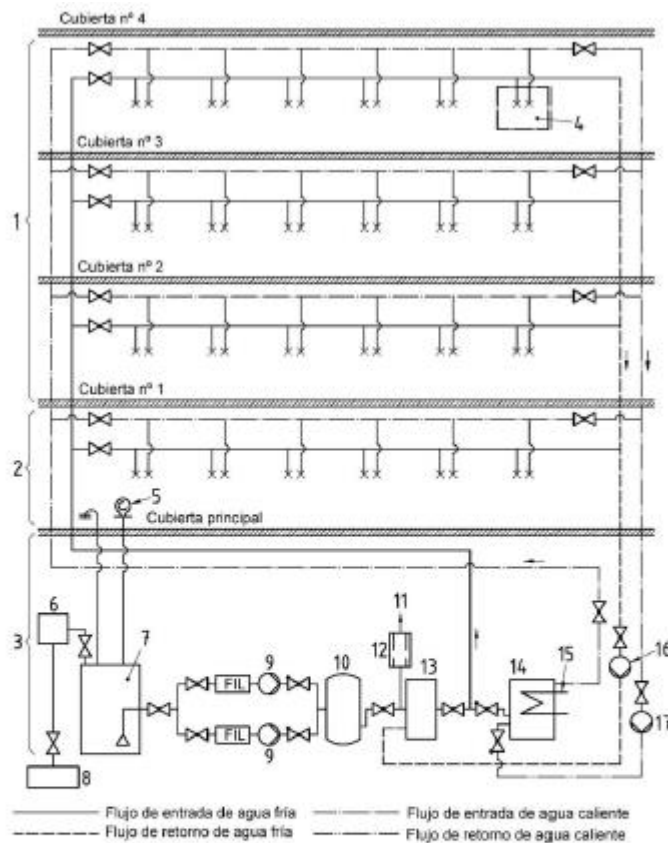 Cubierta nº 4
4
Cubierta nº 3
1
Cubierta nº 2
Cubierta nº 1
2
5
Cubierta principal
3
6
7
8
FIL
9
FIL
9
10
11
12
13
14
15
16
17
Flujo de entrada de agua fría
Flujo de entrada de agua caliente
Flujo de retorno de agua fría
Flujo de retorno de agua caliente